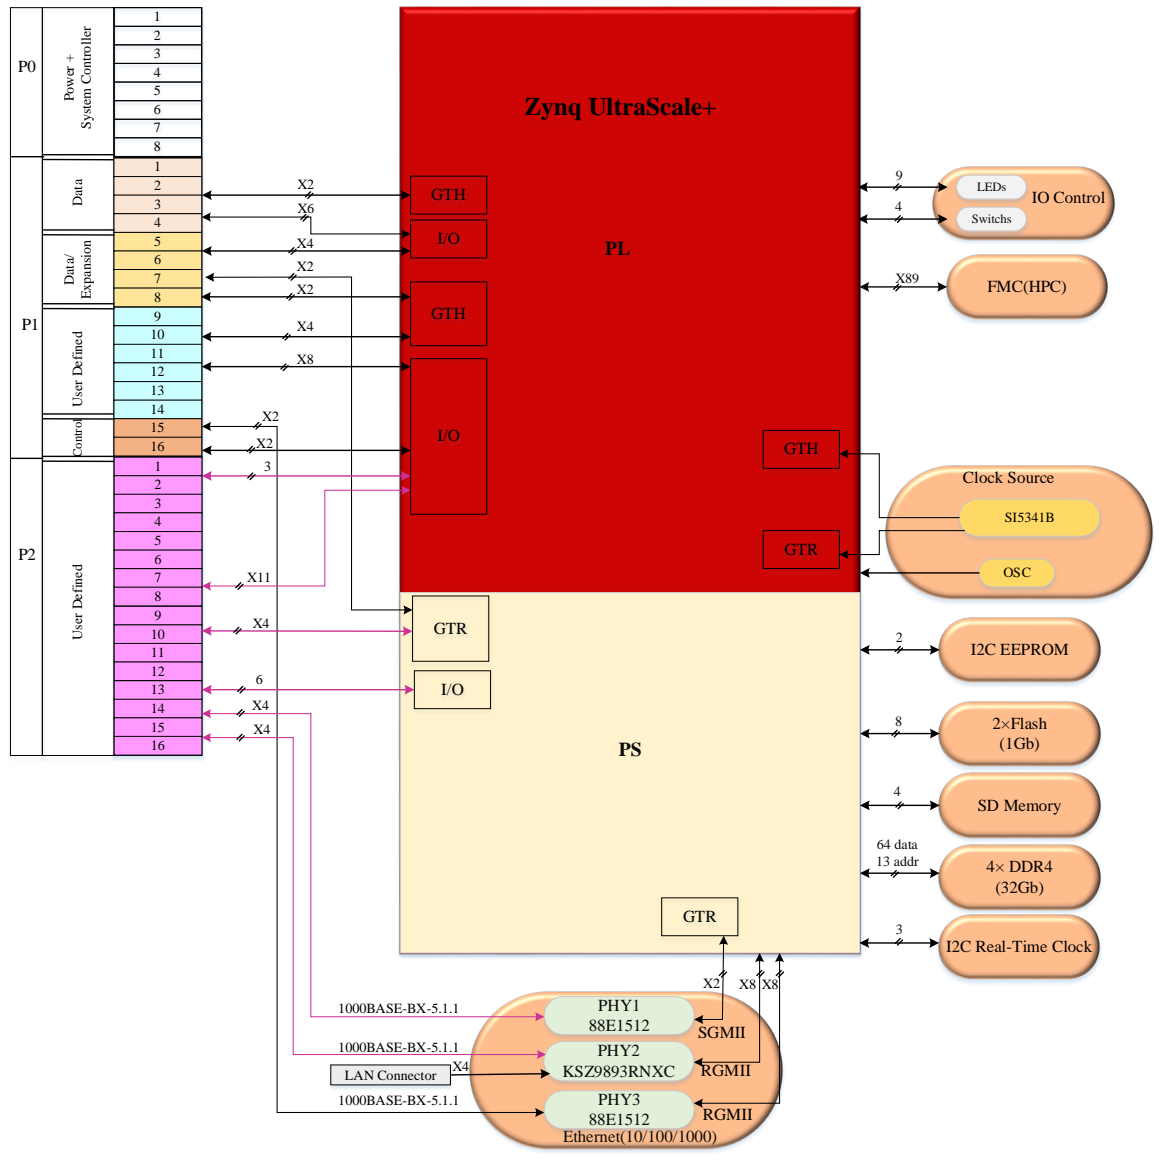 P0
Power +
System Controller
1
2
3
4
5
6
7
8
P1
Data
1
2
3
4
Data/
Expansion
5
6
7
8
User Defined
9
10
11
12
13
14
Control
15
16
P2
User Defined
1
2
3
4
5
6
7
8
9
10
11
12
13
14
15
16
X2
X6
X4
X2
X2
X4
X8
X2
X2
3
X11
X4
6
X4
X4
Zynq UltraScale+
PL
GTH
I/O
GTH
I/O
GTH
GTR
PS
GTR
I/O
GTR
9
LEDs
IO Control
4
Switchs
X89
FMC(HPC)
Clock Source
SI5341B
OSC
2
I2C EEPROM
8
2×Flash
(1Gb)
4
SD Memory
64 data
13 addr
4× DDR4
(32Gb)
3
I2C Real-Time Clock
X2
X8
X8
1000BASE-BX-5.1.1
PHY1
88E1512
SGMII
1000BASE-BX-5.1.1
PHY2
KSZ9893RNXC
RGMII
LAN Connector
X4
1000BASE-BX-5.1.1
PHY3
88E1512
RGMII
Ethernet(10/100/1000)